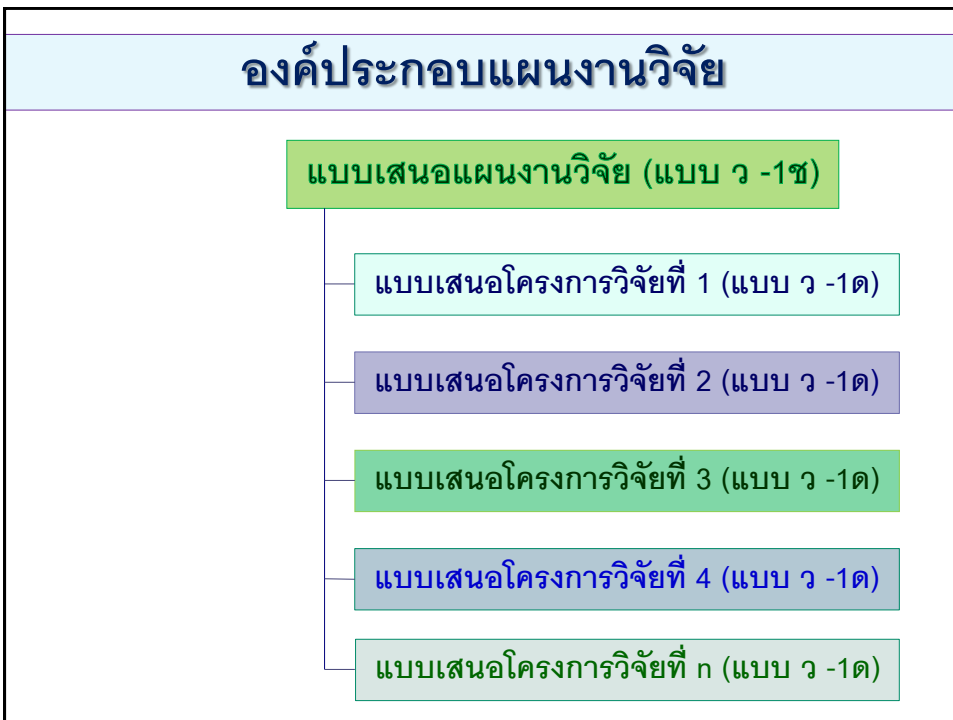 องค์ประกอบแผนงานวิจัย
แบบเสนอแผนงานวิจัย (แบบ ว -1ช)
แบบเสนอโครงการวิจัยที่ 1 (แบบ ว -1ด)
แบบเสนอโครงการวิจัยที่ 2 (แบบ ว -1ด)
แบบเสนอโครงการวิจัยที่ 3 (แบบ ว -1ด)
แบบเสนอโครงการวิจัยที่ 4 (แบบ ว -1ด)
แบบเสนอโครงการวิจัยที่ n (แบบ ว -1ด)